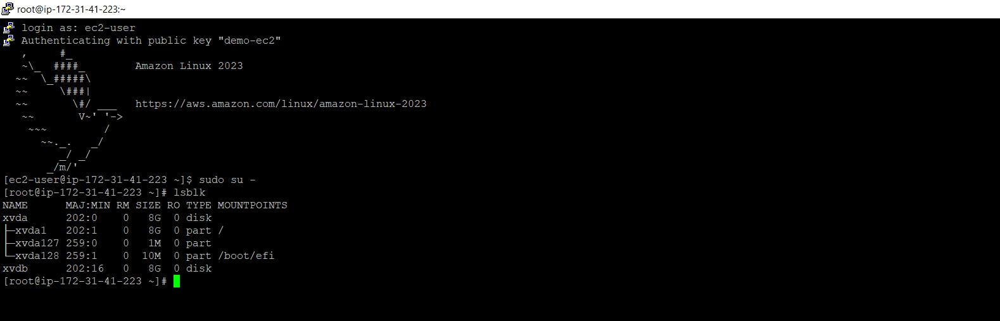 root@ip-172-31-41-223:~
login as: ec2-user
Authenticating with public key "demo-ec2"
   ,     #_
   ~\_  ####_        Amazon Linux 2023
  ~~  \_#####\
  ~~     \###|
  ~~       \#/ ___   https://aws.amazon.com/linux/amazon-linux-2023
   ~~       V~' '->
    ~~~         /
      ~~._.   _/
         _/ _/
       _/m/'
[ec2-user@ip-172-31-41-223 ~]$ sudo su -
[root@ip-172-31-41-223 ~]# lsblk
NAME      MAJ:MIN RM SIZE RO TYPE MOUNTPOINTS
xvda      202:0    0   8G  0 disk
├─xvda1   202:1    0   8G  0 part /
├─xvda127 259:0    0   1M  0 part
└─xvda128 259:1    0  10M  0 part /boot/efi
xvdb      202:16   0   8G  0 disk
[root@ip-172-31-41-223 ~]#